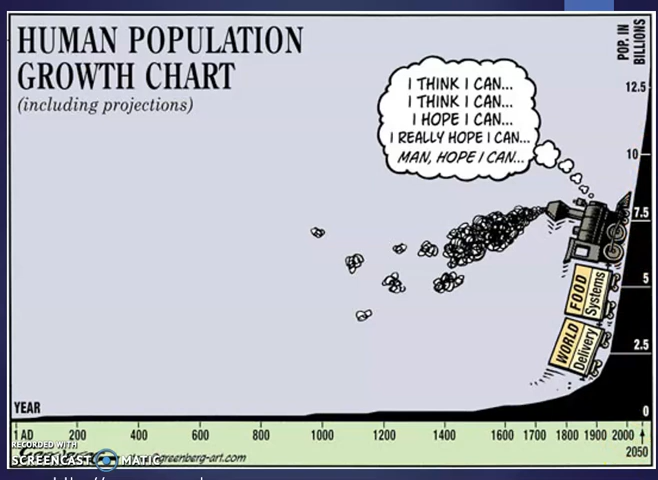 HUMAN POPULATION
GROWTH CHART
(including projections)
POP. IN
BILLIONS
I THINK I CAN...
I THINK I CAN...
I HOPE I CAN...
I REALLY HOPE I CAN...
MAN, HOPE I CAN...
12.5
10
7.5
5
2.5
0
FOOD
Systems
WORLD
Delivery
YEAR
1 AD 200 400 600 800 1000 1200 1400 1600 1700 1800 1900 2000
2050
RECORDED WITH
SCREENCAST MATIC
greenberg-art.com